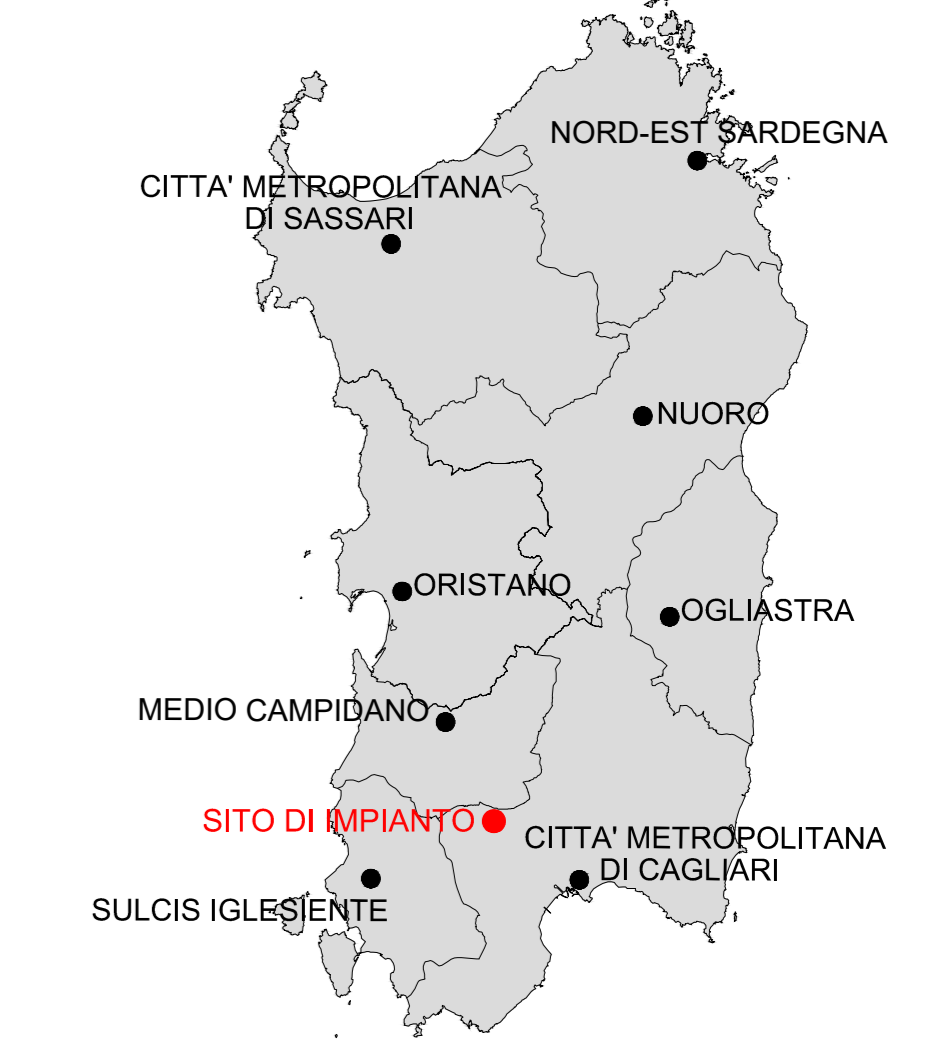 NORD-EST SARDEGNA
CITTA' METROPOLITANA
DI SASSARI
NUORO
ORISTANO
OGLIASTRA
MEDIO CAMPIDANO
SITO DI IMPIANTO
CITTA' METROPOLITANA
DI CAGLIARI
SULCIS IGLESIENTE